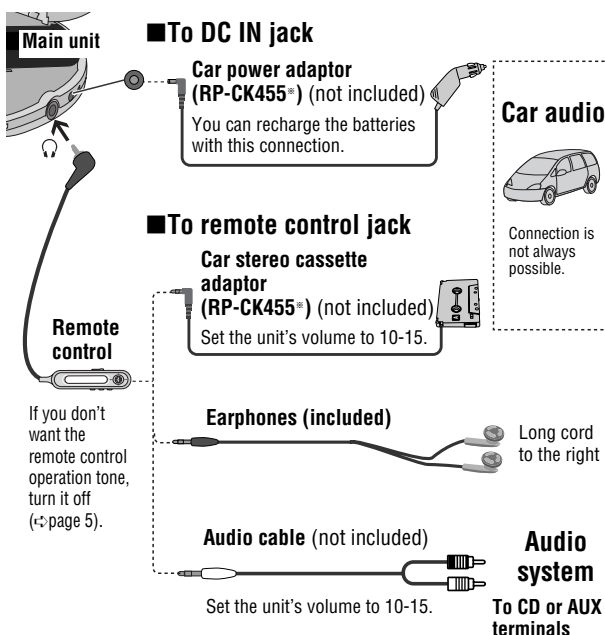 Main unit
■To DC IN jack
Car power adaptor
(RP-CK455※) (not included)
You can recharge the batteries
with this connection.
Car audio
Connection is
not always
possible.
■To remote control jack
Car stereo cassette
adaptor
(RP-CK455※) (not included)
Set the unit's volume to 10-15.
Remote
control
If you don't
want the
remote control
operation tone,
turn it off
(➪page 5).
Earphones (included)
Long cord
to the right
Audio cable (not included)
Set the unit's volume to 10-15.
Audio
system
To CD or AUX
terminals